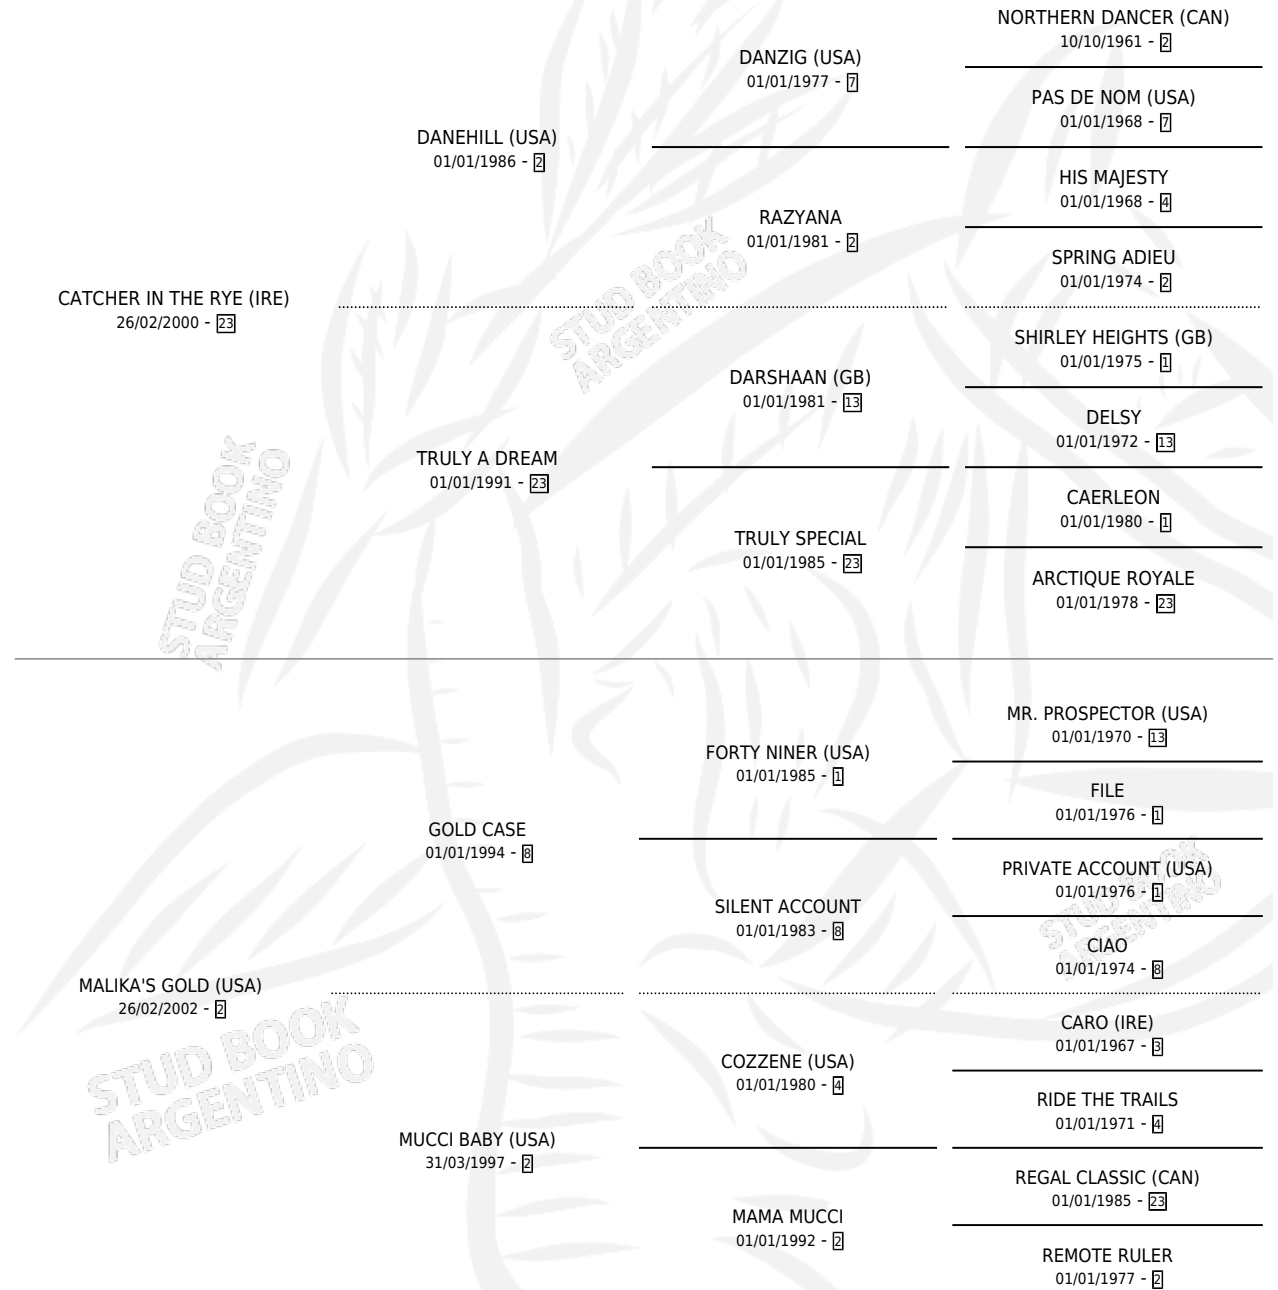 NORTHERN DANCER (CAN)
10/10/1961 - 2
DANZIG (USA)
01/01/1977 - 7
PAS DE NOM (USA)
01/01/1968 - 7
DANEHILL (USA)
01/01/1986 - 2
HIS MAJESTY
01/01/1968 - 4
RAZYANA
01/01/1981 - 2
SPRING ADIEU
01/01/1974 - 2
CATCHER IN THE RYE (IRE)
26/02/2000 - 23
STUD BOOK
ARGENTINO
SHIRLEY HEIGHTS (GB)
01/01/1975 - 1
DARSHAAN (GB)
01/01/1981 - 13
DELSY
01/01/1972 - 13
TRULY A DREAM
01/01/1991 - 23
CAERLEON
01/01/1980 - 1
TRULY SPECIAL
01/01/1985 - 23
ARCTIQUE ROYALE
01/01/1978 - 23
STUD BOOK
ARGENTINO
MR. PROSPECTOR (USA)
01/01/1970 - 13
FORTY NINER (USA)
01/01/1985 - 1
FILE
01/01/1976 - 1
GOLD CASE
01/01/1994 - 8
PRIVATE ACCOUNT (USA)
01/01/1976 - 1
SILENT ACCOUNT
01/01/1983 - 8
CIAO
01/01/1974 - 8
STUD BOOK
ARGENTINO
MALIKA'S GOLD (USA)
26/02/2002 - 2
STUD BOOK
ARGENTINO
CARO (IRE)
01/01/1967 - 3
COZZENE (USA)
01/01/1980 - 4
RIDE THE TRAILS
01/01/1971 - 4
MUCCI BABY (USA)
31/03/1997 - 2
REGAL CLASSIC (CAN)
01/01/1985 - 23
MAMA MUCCI
01/01/1992 - 2
REMOTE RULER
01/01/1977 - 2